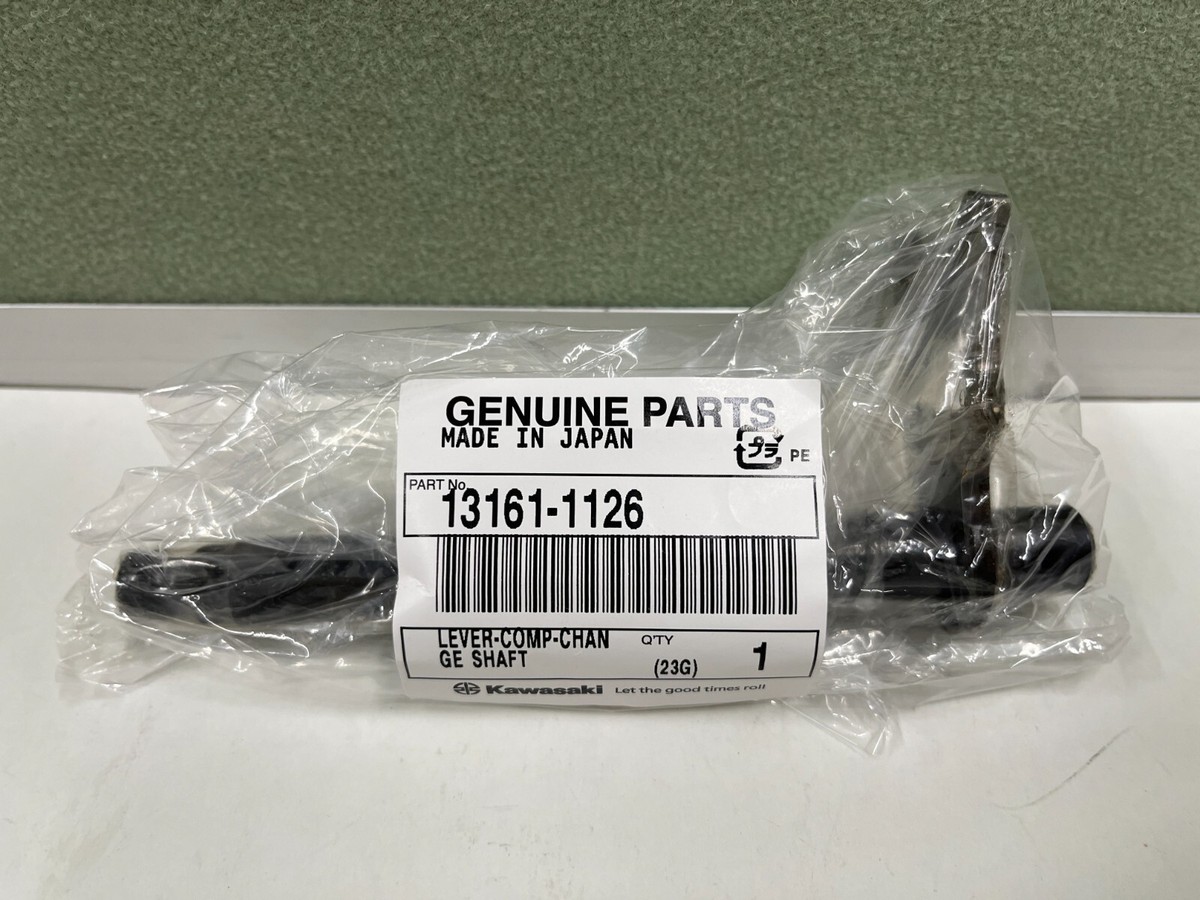 GENUINE PARTS
MADE IN JAPAN
プラ PE
PART No.
13161-1126
LEVER-COMP-CHAN
GE SHAFT
Q'TY
(23G)
1
Kawasaki Let the good times roll